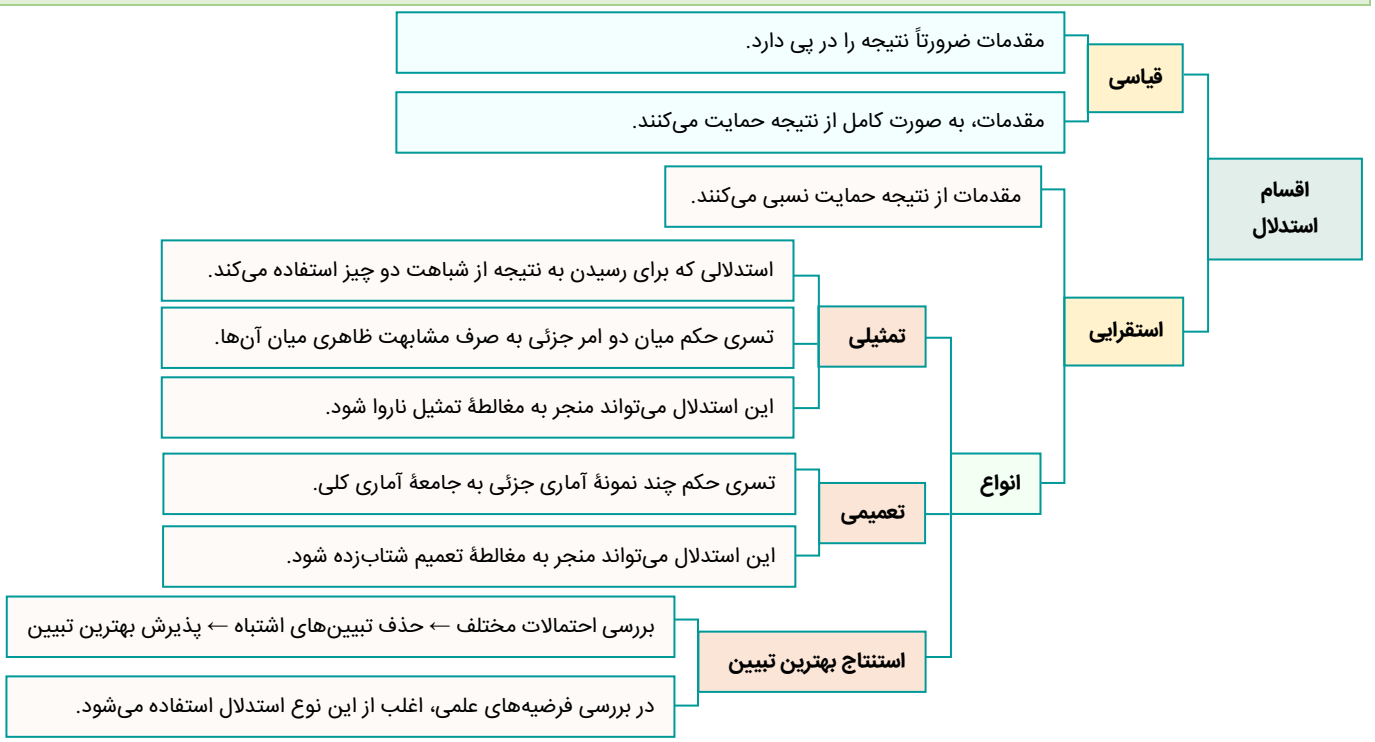 اقسام
استدلال
قیاسی
مقدمات ضرورتاً نتیجه را در پی دارد.
مقدمات، به صورت کامل از نتیجه حمایت می‌کنند.
استقرایی
مقدمات از نتیجه حمایت نسبی می‌کنند.
انواع
تمثیلی
استدلالی که برای رسیدن به نتیجه از شباهت دو چیز استفاده می‌کند.
تسری حکم میان دو امر جزئی به صرف مشابهت ظاهری میان آن‌ها.
این استدلال می‌تواند منجر به مغالطهٔ تمثیل ناروا شود.
تعمیمی
تسری حکم چند نمونهٔ آماری جزئی به جامعهٔ آماری کلی.
این استدلال می‌تواند منجر به مغالطهٔ تعمیم شتاب‌زده شود.
استنتاج بهترین تبیین
بررسی احتمالات مختلف ← حذف تبیین‌های اشتباه ← پذیرش بهترین تبیین
در بررسی فرضیه‌های علمی، اغلب از این نوع استدلال استفاده می‌شود.